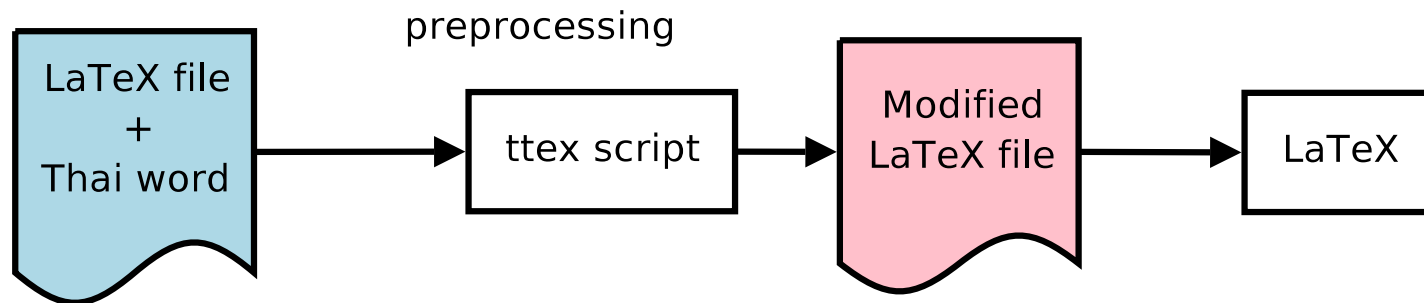 preprocessing
LaTeX file
+
Thai word
ttex script
Modified
LaTeX file
LaTeX